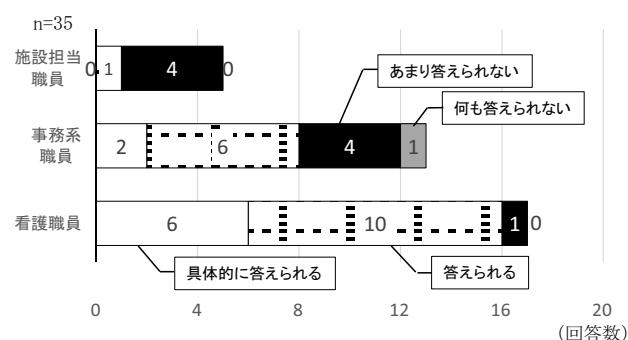 n=35
施設担当
職員
0 1 4 0
あまり答えられない
何も答えられない
事務系
職員
2 6 4 1
看護職員
6 10 1 0
具体的に答えられる
答えられる
0 4 8 12 16 20
(回答数)